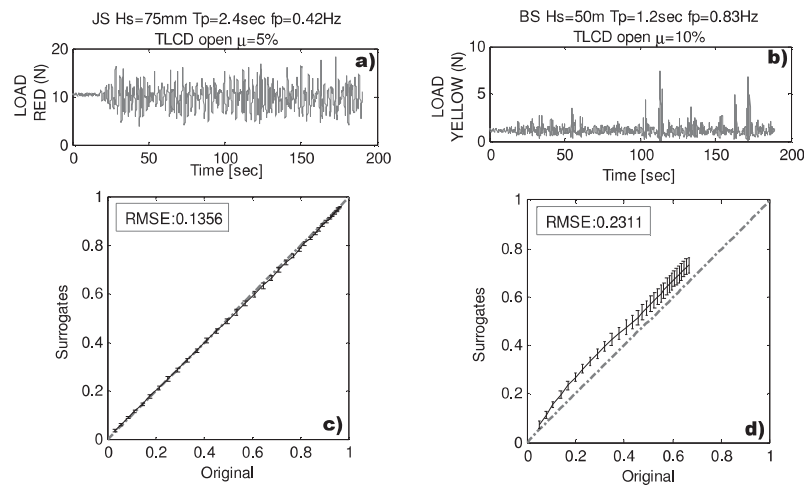 JS Hs=75mm Tp=2.4sec fp=0.42Hz
TLCD open μ=5%
a)
LOAD
RED (N)
20
10
0
0 50 100 150 200
Time [sec]
BS Hs=50m Tp=1.2sec fp=0.83Hz
TLCD open μ=10%
b)
LOAD
YELLOW (N)
10
5
0
0 50 100 150 200
Time [sec]
RMSE:0.1356
Surrogates
1
0.8
0.6
0.4
0.2
0
0 0.2 0.4 0.6 0.8 1
Original
c)
RMSE:0.2311
Surrogates
1
0.8
0.6
0.4
0.2
0
0 0.2 0.4 0.6 0.8 1
Original
d)